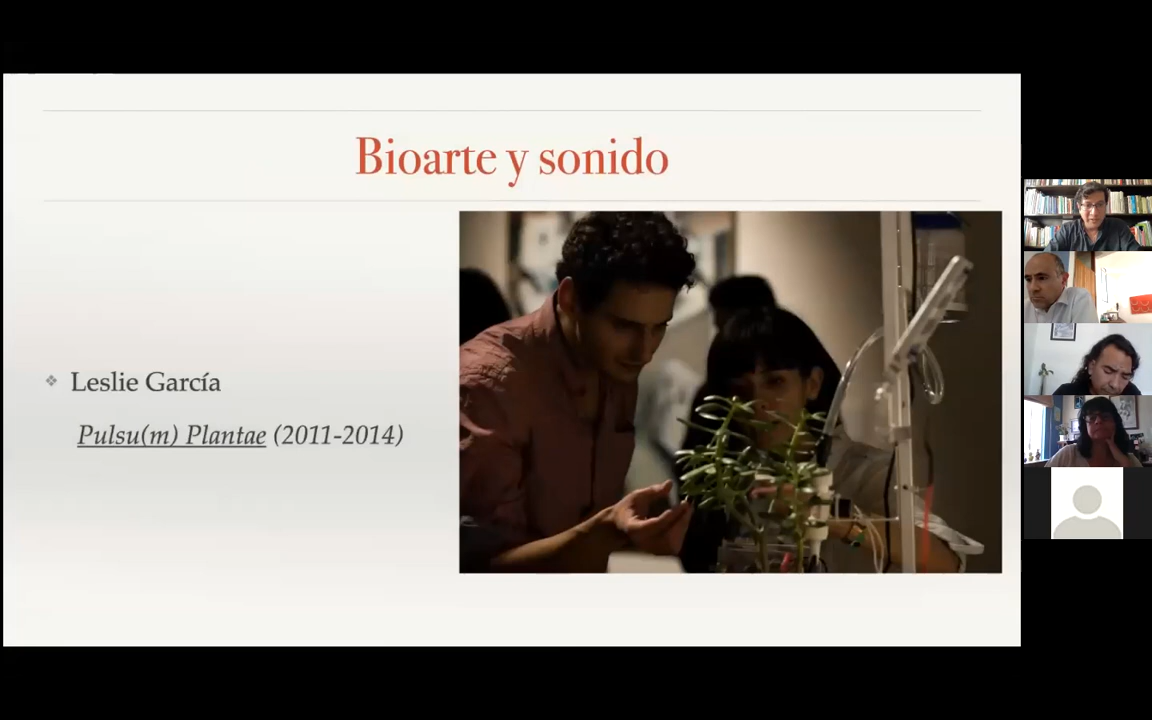 Bioarte y sonido
Leslie García
Pulsu(m) Plantae (2011-2014)